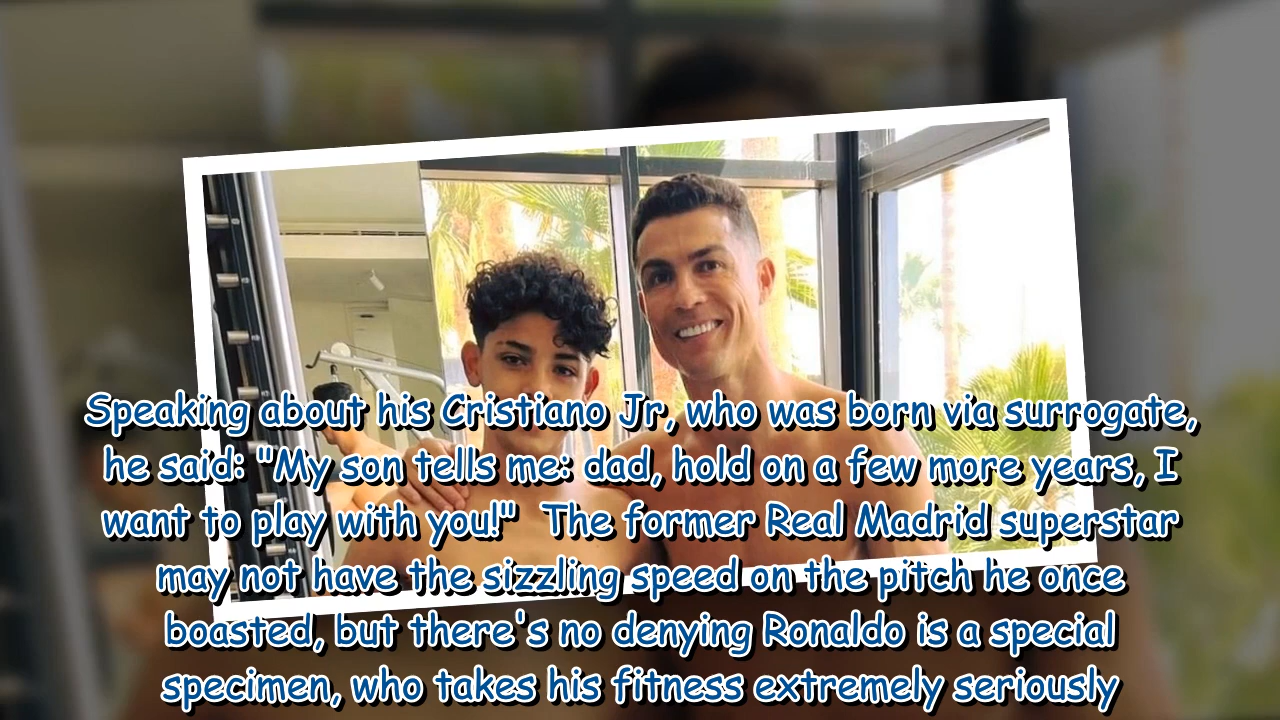 Speaking about his Cristiano Jr, who was born via surrogate,
he said: "My son tells me: dad, hold on a few more years, I
want to play with you!"  The former Real Madrid superstar
may not have the sizzling speed on the pitch he once
boasted, but there's no denying Ronaldo is a special
specimen, who takes his fitness extremely seriously